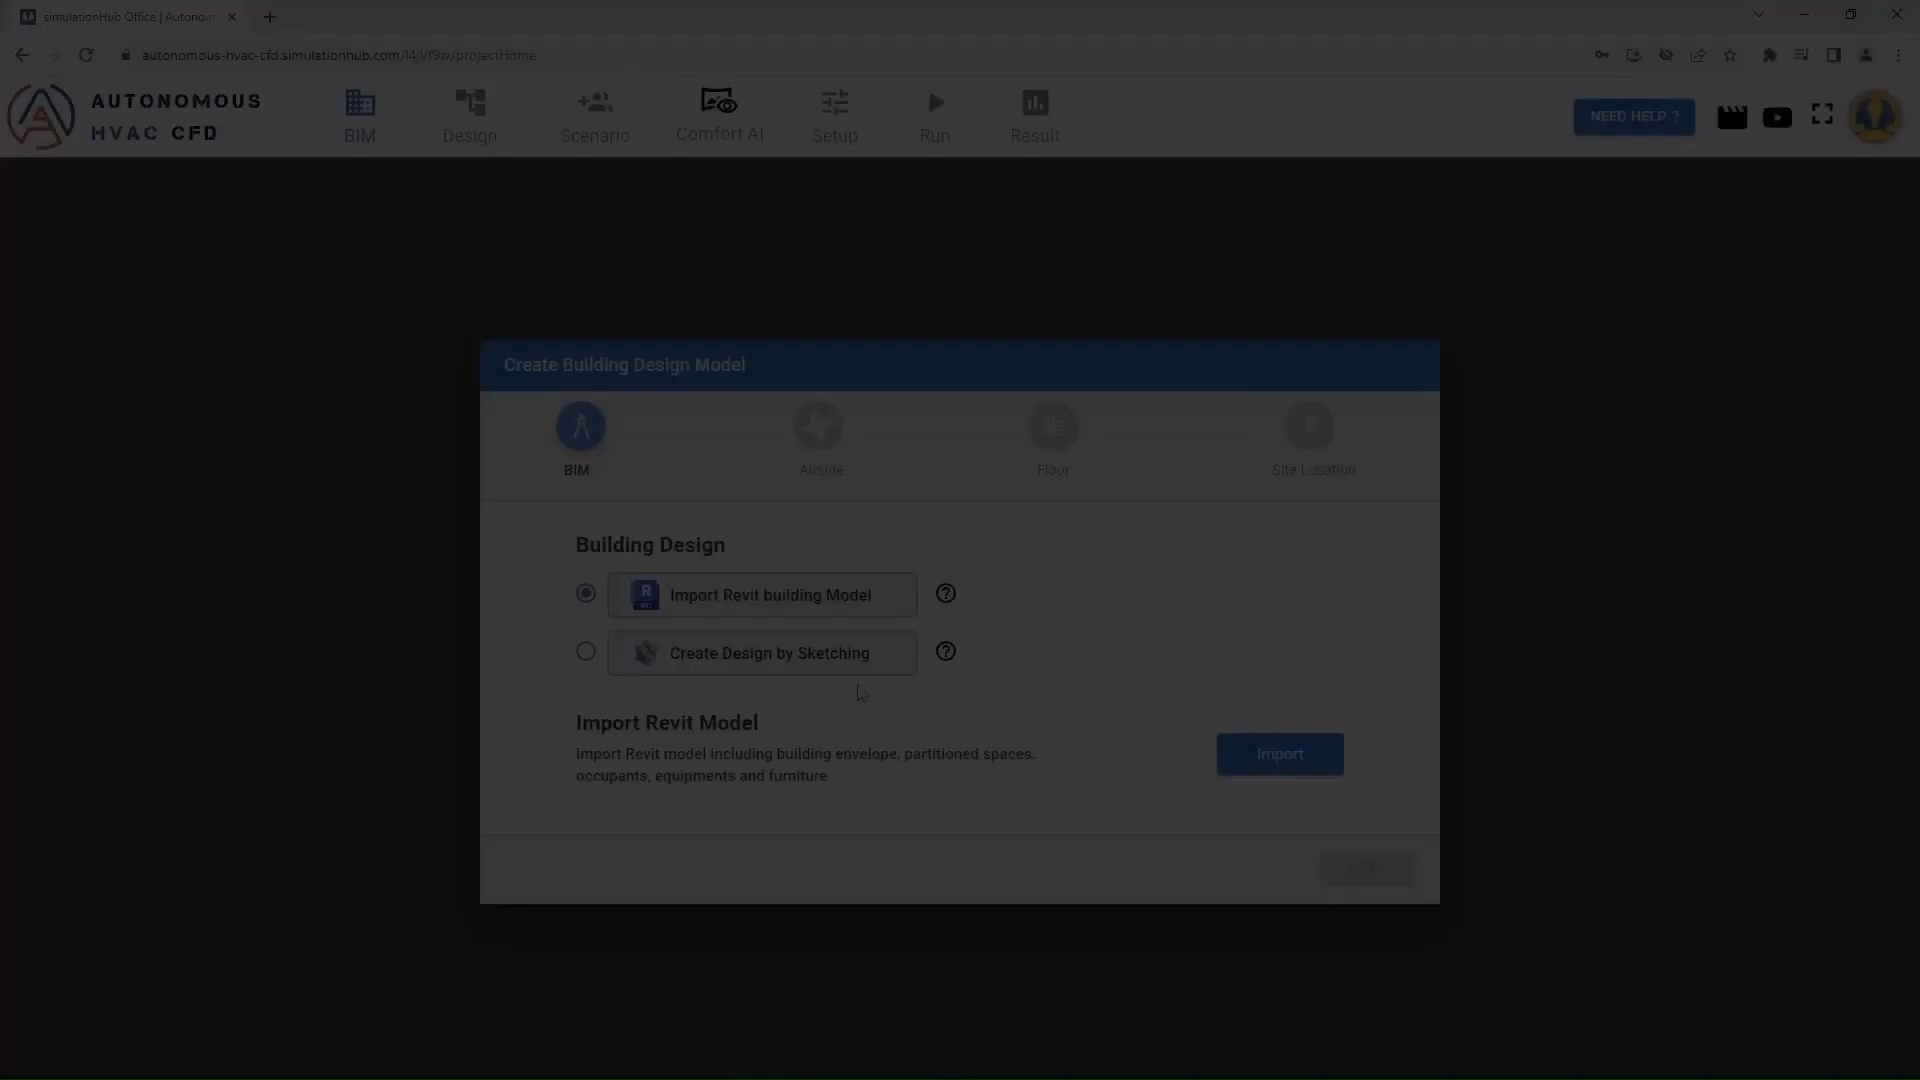 simulationHub Office | Autonom
autonomous-hvac-cfd.simulationhub.com/l4jVf9w/projectHome
AUTONOMOUS
HVAC CFD
BIM
Design
Scenario
Comfort AI
Setup
Run
Result
NEED HELP ?
Create Building Design Model
BIM
Airside
Floor
Site Location
Building Design
Import Revit building Model
Create Design by Sketching
Import Revit Model
Import Revit model including building envelope, partitioned spaces,
occupants, equipments and furniture
Import